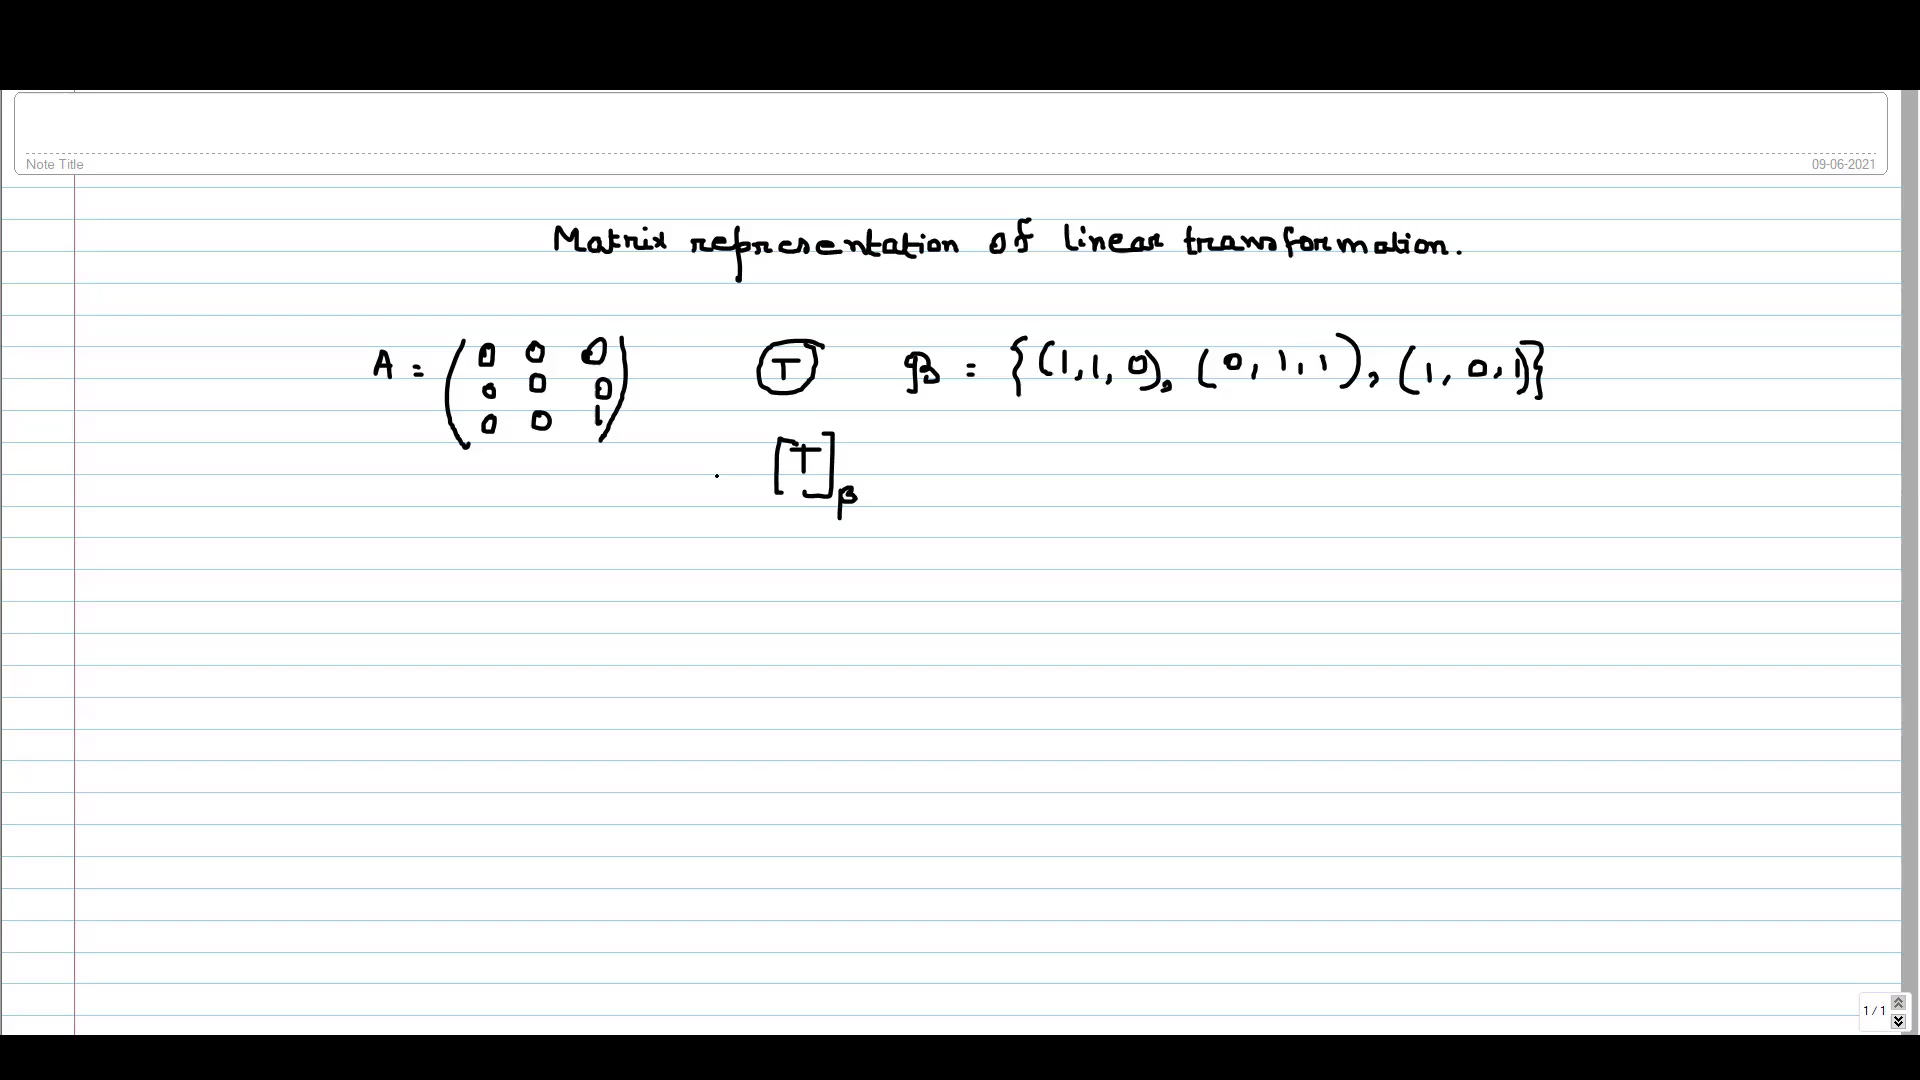 Note Title
09-06-2021
Matrix representation of linear transformation.
A = (0 0 0
0 0 0
0 0 1)
T β = {(1,1,0), (0,1,1), (1,0,1)}
[T]β
1 / 1